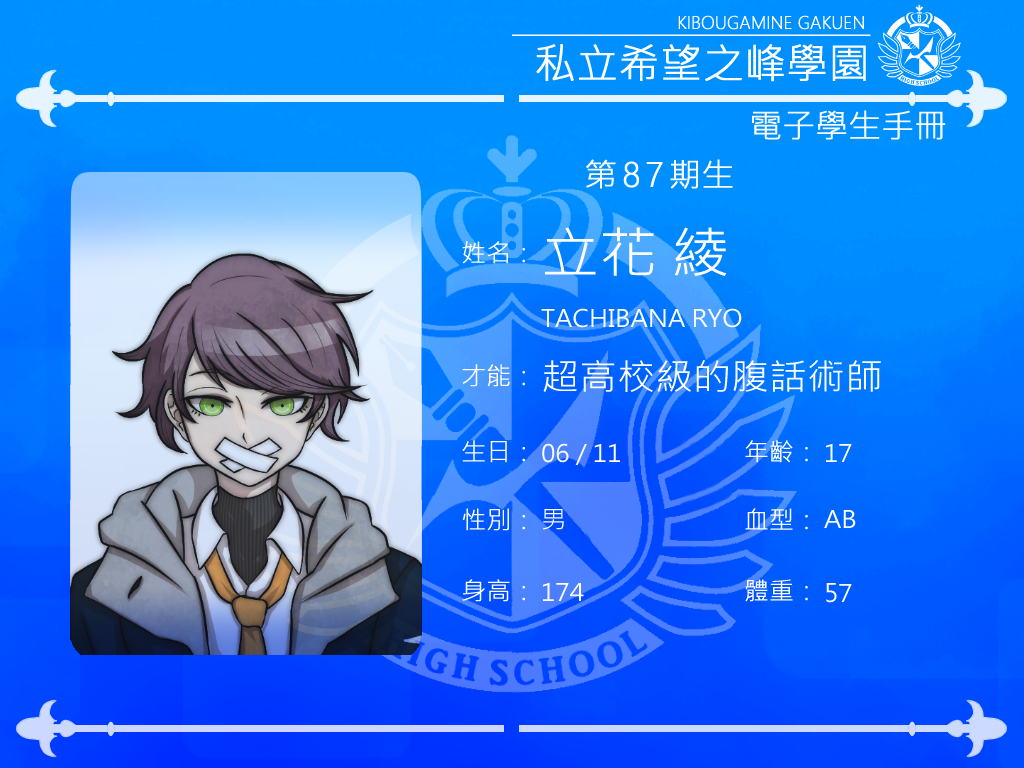 KIBOUGAMINE GAKUEN
私立希望之峰學園
HIGH SCHOOL
電子學生手冊
第87期生
姓名： 立花 綾
TACHIBANA RYO
才能： 超高校級的腹話術師
生日： 06 / 11 年齡： 17
性別： 男 血型： AB
身高： 174 體重： 57
HIGH SCHOOL